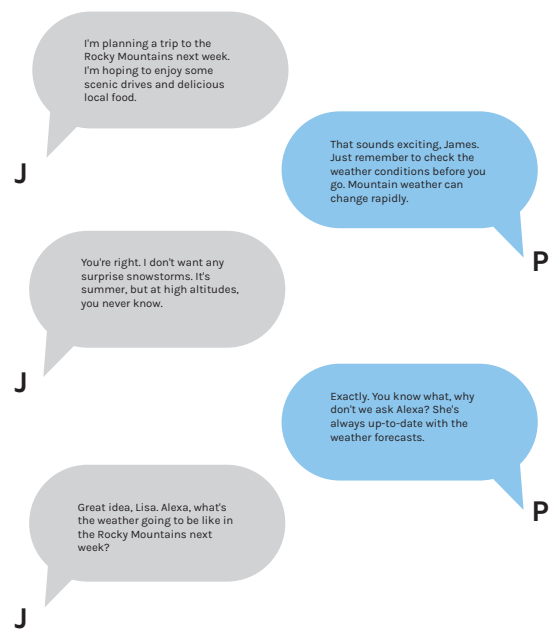 I'm planning a trip to the
Rocky Mountains next week.
I'm hoping to enjoy some
scenic drives and delicious
local food.
J
That sounds exciting, James.
Just remember to check the
weather conditions before you
go. Mountain weather can
change rapidly.
P
You're right. I don't want any
surprise snowstorms. It's
summer, but at high altitudes,
you never know.
J
Exactly. You know what, why
don't we ask Alexa? She's
always up-to-date with the
weather forecasts.
P
Great idea, Lisa. Alexa, what's
the weather going to be like in
the Rocky Mountains next
week?
J